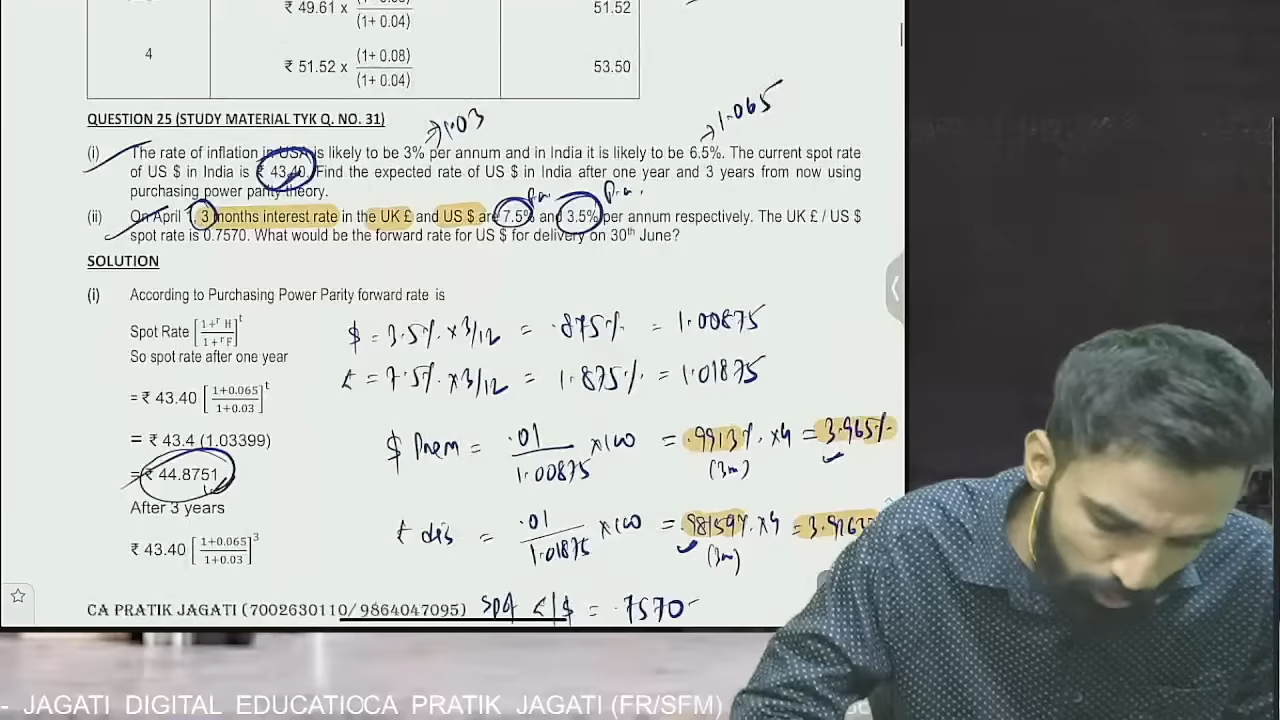 ₹ 49.61 x
(1+ 0.04)
51.52
4
₹ 51.52 x (1+ 0.08) (1+ 0.04)
53.50
QUESTION 25 (STUDY MATERIAL TYK Q. NO. 31)
→1.03
→1.065
(i) The rate of inflation in USA is likely to be 3% per annum and in India it is likely to be 6.5%. The current spot rate
of US $ in India is ₹ 43.40. Find the expected rate of US $ in India after one year and 3 years from now using
purchasing power parity theory.
p.a.
(ii) On April 1, 3 months interest rate in the UK £ and US $ are 7.5% and 3.5% per annum respectively. The UK £ / US $
spot rate is 0.7570. What would be the forward rate for US $ for delivery on 30th June?
SOLUTION
(i) According to Purchasing Power Parity forward rate is
Spot Rate [1+r H / 1+r F]t
So spot rate after one year
= ₹ 43.40 [1+0.065 / 1+0.03]t
= ₹ 43.4 (1.03399)
= ₹ 44.8751
After 3 years
₹ 43.40 [1+0.065 / 1+0.03]3
$ = 3.5% x 3/12 = .875% = 1.00875
£ = 7.5% x 3/12 = 1.875% = 1.01875
$ Prem = .01 / 1.00875 x 100 = .9913% x 4 = 3.965%
(3m)
£ dis = .01 / 1.01875 x 100 = .98159% x 4 =
(3m)
Spot £/$ = .7570
CA PRATIK JAGATI (7002630110/ 9864047095)
- JAGATI DIGITAL EDUCATIOCA PRATIK JAGATI (FR/SFM)